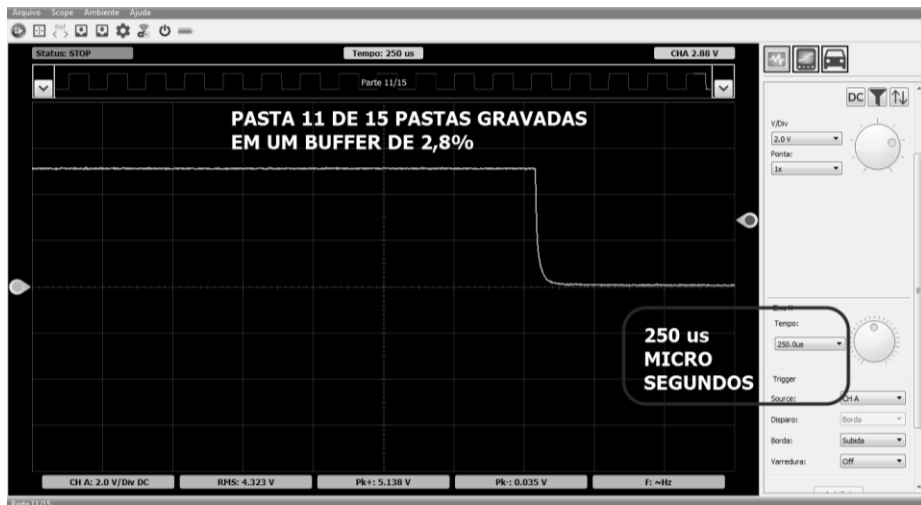 Arquivo Scope Ambiente Ajuda
Ref
Status: STOP
Tempo: 250 us
CHA 2.88 V
Parte 11/15
PASTA 11 DE 15 PASTAS GRAVADAS
EM UM BUFFER DE 2,8%
DC
V/Div
2.0 V
Ponta:
1x
Tempo:
250.0us
250 us
MICRO
SEGUNDOS
Trigger
Source:
CH A
Disparo:
Borda
Borda:
Subida
Varredura:
Off
CH A: 2.0 V/Div DC
RMS: 4.323 V
Pk+: 5.138 V
Pk-: 0.035 V
F: ~Hz
Parte 11/15